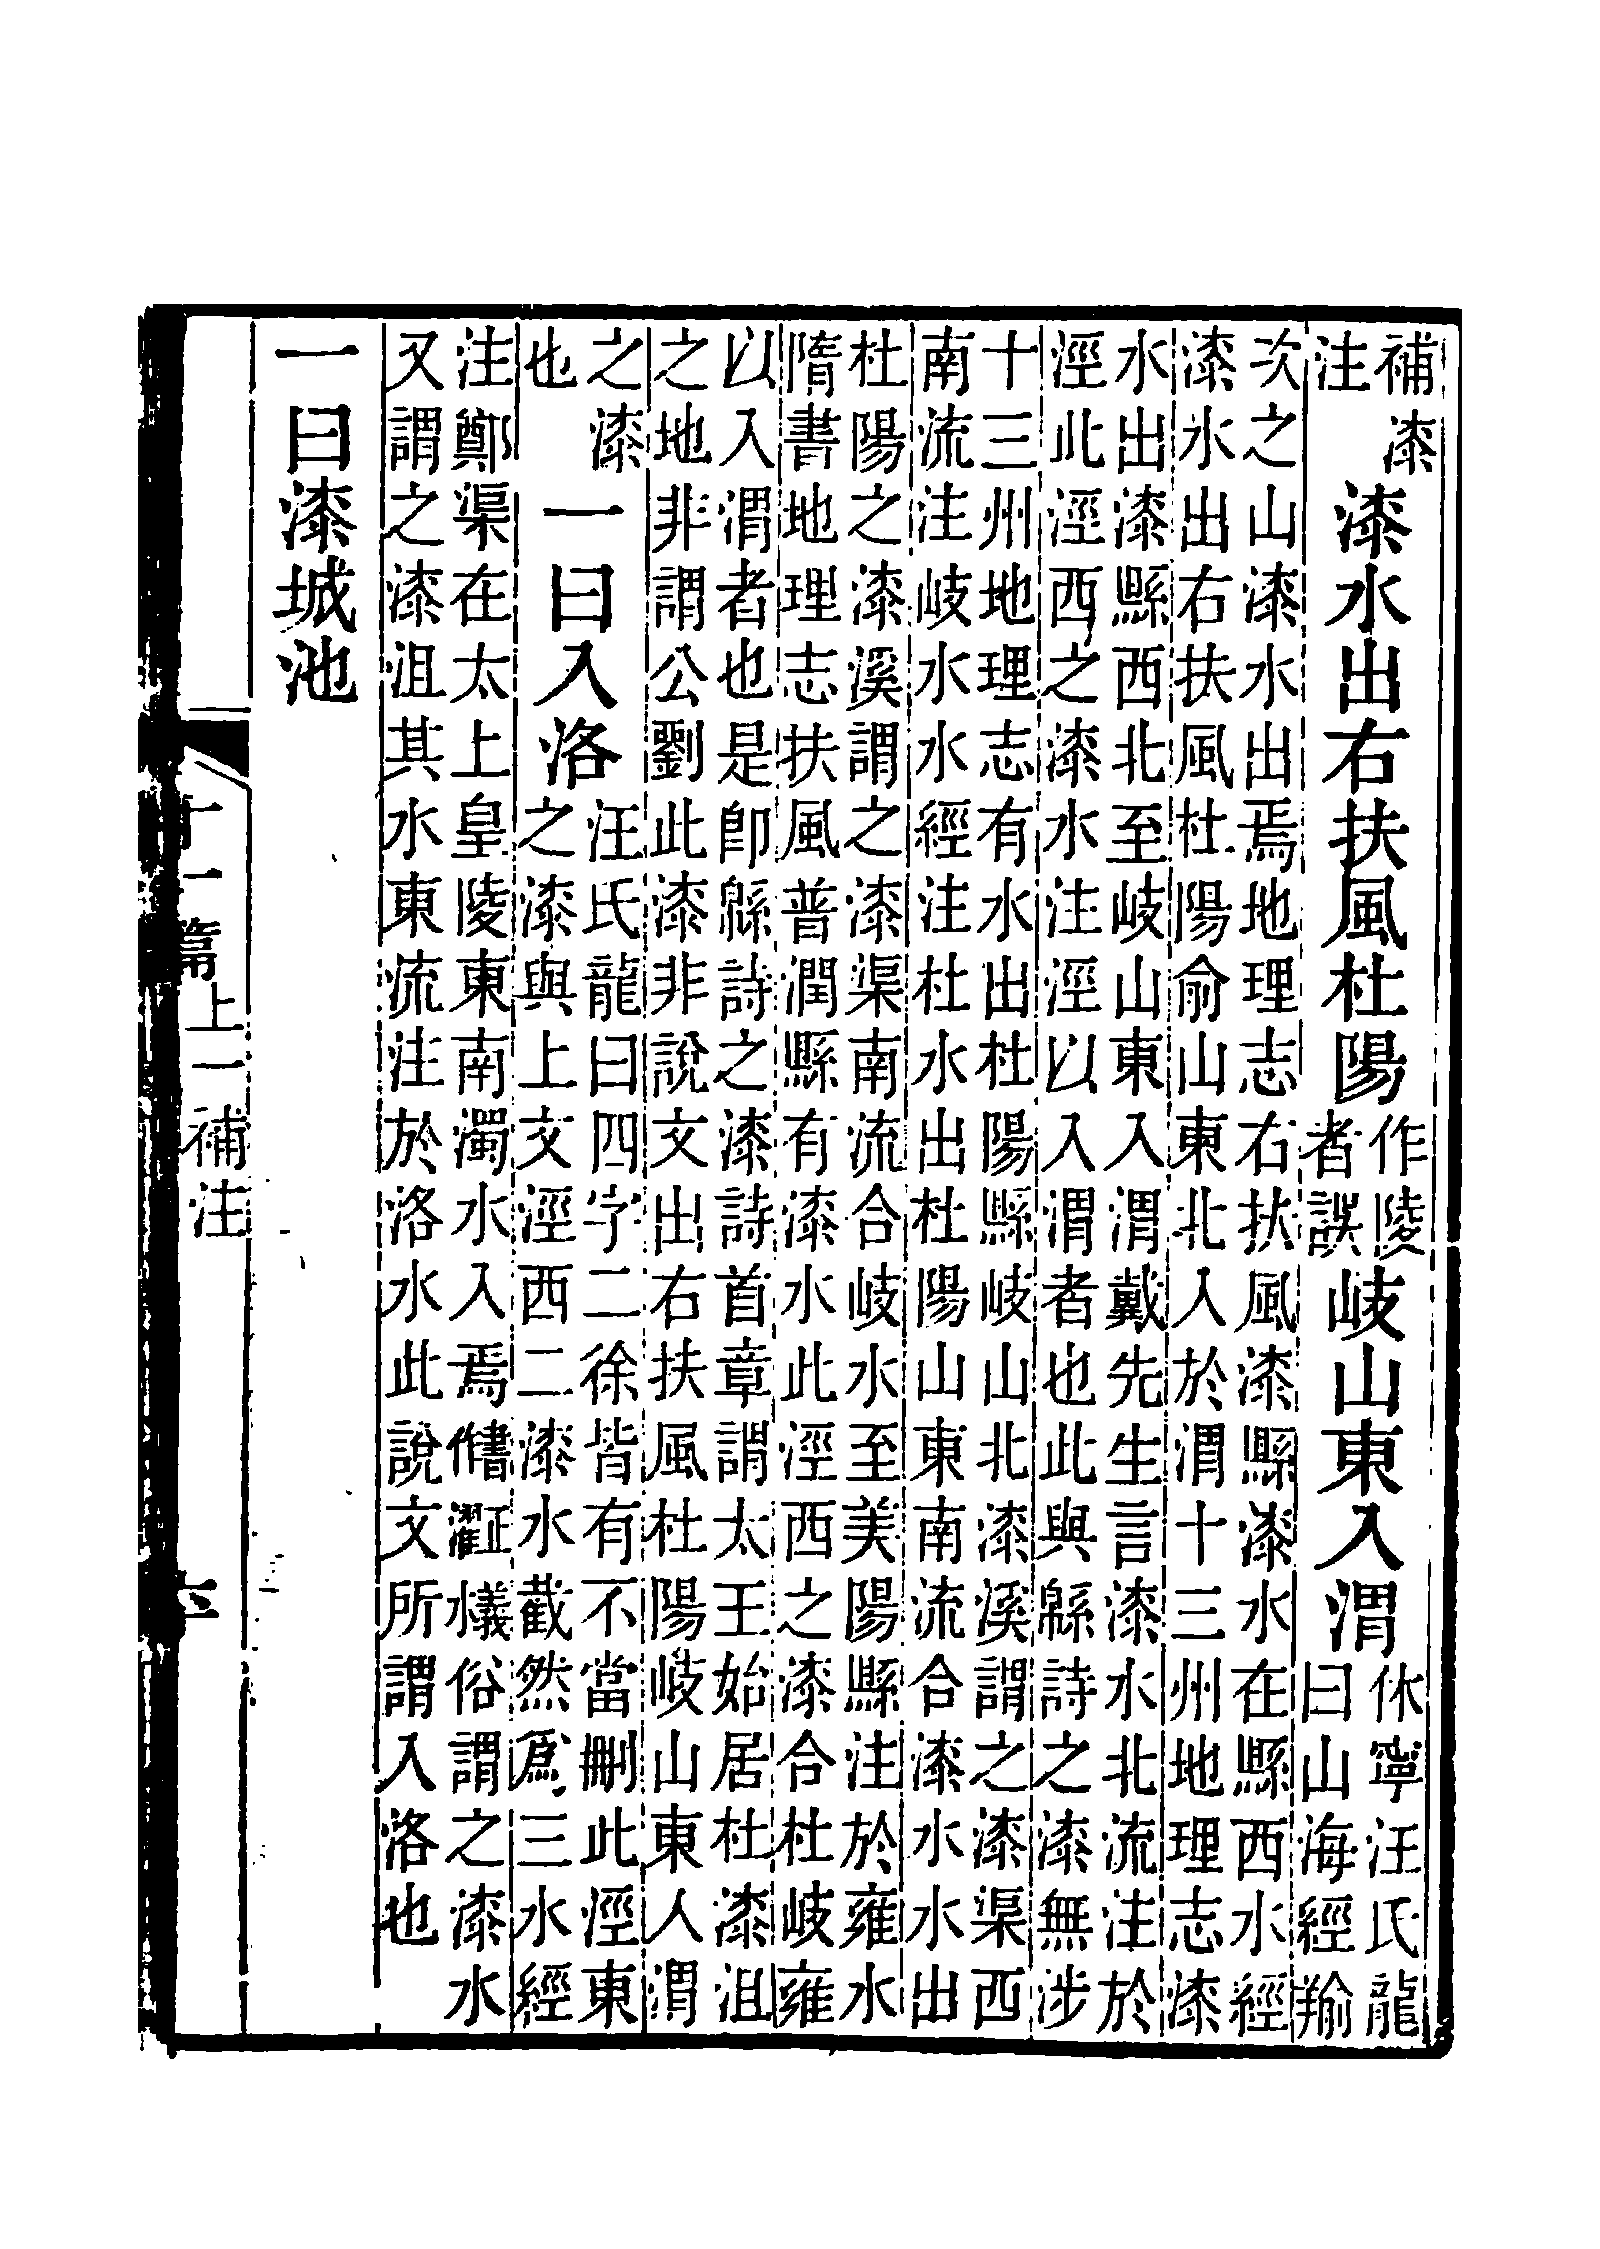 補漆
注
漆水出右扶風杜陽
作陵
者誤
岐山東入渭
休寧汪氏龍
曰山海經羭
次之山漆水出焉地理志右扶風漆縣漆水在縣西水經
漆水出右扶風杜陽俞山東北入於渭十三州地理志漆
水出漆縣西北至岐山東入渭戴先生言漆水北流注於
涇此涇西之漆水注涇以入渭者也此與緜詩之漆無涉
十三州地理志有水出杜陽縣岐山北漆溪謂之漆渠西
南流注岐水水經注杜水出杜陽山東南流合漆水水出
杜陽之漆溪謂之漆渠南流合岐水至美陽縣注於雍水
隋書地理志扶風普潤縣有漆水此涇西之漆合杜岐雍
以入渭者也是卽緜詩之漆詩首章謂太王始居杜漆沮
之地非謂公劉此漆非說文出右扶風杜陽岐山東入渭
之漆
也
一曰入洛
汪氏龍曰四字二徐皆有不當刪此涇東
之漆與上文涇西二漆水截然爲三水經
注鄭渠在太上皇陵東南濁水入焉俗謂之漆水
又謂之漆沮其水東流注於洛水此說文所謂入洛也
一曰漆城池
十一篇上一補注
六